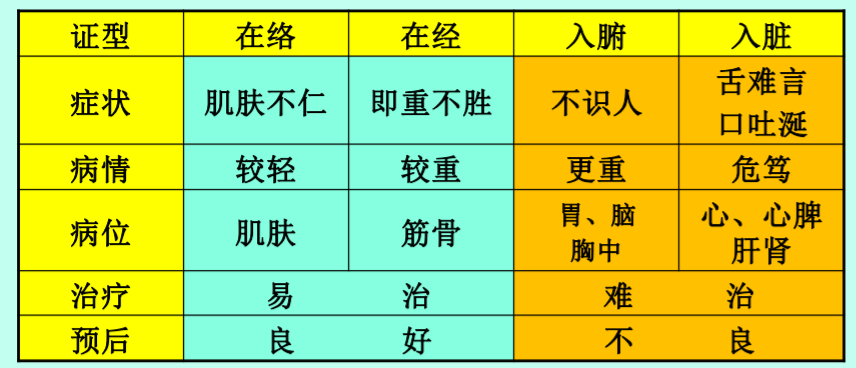 证型 在络 在经 入腑 入脏
症状 肌肤不仁 即重不胜 不识人 舌难言
口吐涎
病情 较轻 较重 更重 危笃
病位 肌肤 筋骨 胃、脑 心、心脾
胸中 肝肾
治疗 易 治 难 治
预后 良 好 不 良